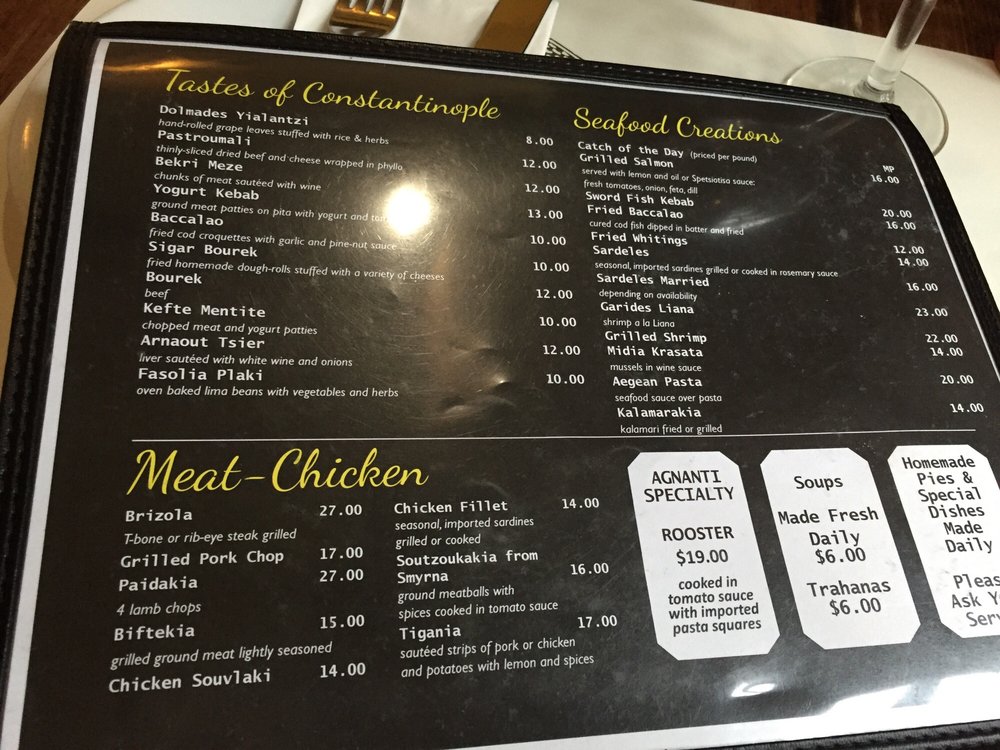 Tastes of Constantinople
Dolmades Yialantzi
hand-rolled grape leaves stuffed with rice & herbs 8.00
Pastroumali
thinly-sliced dried beef and cheese wrapped in phyllo 12.00
Bekri Meze
chunks of meat sautéed with wine 12.00
Yogurt Kebab
ground meat patties on pita with yogurt and 13.00
Baccalao
fried cod croquettes with garlic and pine-nut sauce 10.00
Sigar Bourek
fried homemade dough-rolls stuffed with a variety of cheeses 10.00
Bourek
beef 12.00
Kefte Mentite
chopped meat and yogurt patties 10.00
Arnaout Tsier
liver sautéed with white wine and onions 12.00
Fasolia Plaki
oven baked lima beans with vegetables and herbs 10.00
Seafood Creations
Catch of the Day (priced per pound) MP
Grilled Salmon 16.00
served with lemon and oil or Spetsiotiso sauce:
fresh tomatoes, onion, feta, dill
Sword Fish Kebab 20.00
Fried Baccalao 16.00
cured cod fish dipped in batter and fried
Fried Whitings 12.00
Sardeles 14.00
seasonal, imported sardines grilled or cooked in rosemary sauce
Sardeles Married 16.00
depending on availability
Garides Liana 23.00
shrimp a la Liana
Grilled Shrimp 22.00
Midia Krasata 14.00
mussels in wine sauce
Aegean Pasta 20.00
seafood sauce over pasta
Kalamarakia 14.00
kalamari fried or grilled
Meat-Chicken
Brizola 27.00
T-bone or rib-eye steak grilled
Grilled Pork Chop 17.00
Paidakia 27.00
4 lamb chops
Biftekia 15.00
grilled ground meat lightly seasoned
Chicken Souvlaki 14.00
Chicken Fillet 14.00
seasonal, imported sardines
grilled or cooked
Soutzoukakia from
Smyrna 16.00
ground meatballs with
spices cooked in tomato sauce
Tigania 17.00
sautéed strips of pork or chicken
and potatoes with lemon and spices
AGNANTI
SPECIALTY
ROOSTER
$19.00
cooked in
tomato sauce
with imported
pasta squares
Soups
Made Fresh
Daily
$6.00
Trahanas
$6.00
Homemade
Pies &
Special
Dishes
Made
Daily
Pleas
Ask Y
Serv